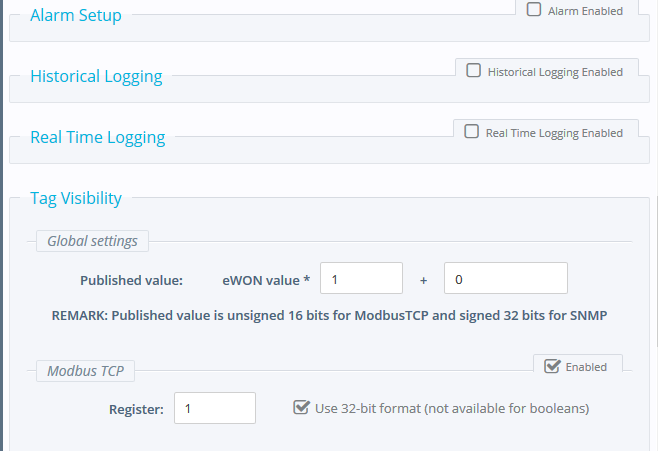 Alarm Setup
Alarm Enabled
Historical Logging
Historical Logging Enabled
Real Time Logging
Real Time Logging Enabled
Tag Visibility
Global settings
Published value: eWON value * 1 + 0
REMARK: Published value is unsigned 16 bits for ModbusTCP and signed 32 bits for SNMP
Modbus TCP
Enabled
Register: 1 Use 32-bit format (not available for booleans)